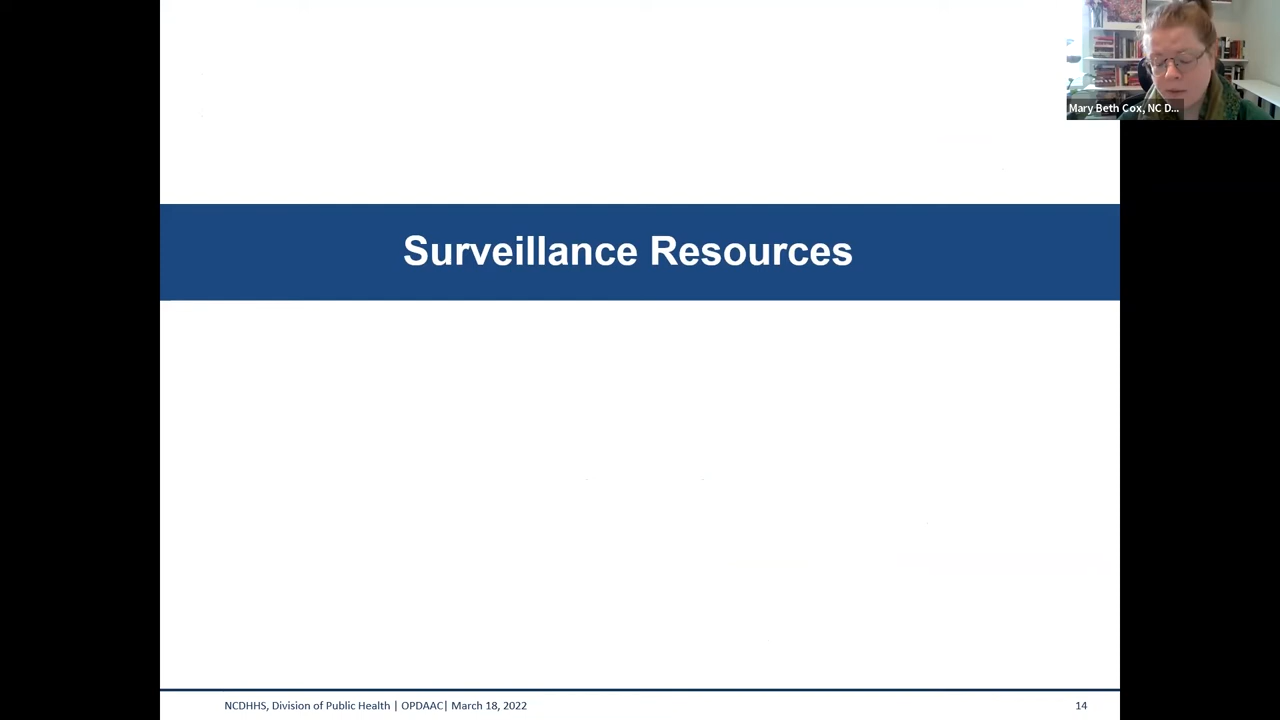 Mary Beth Cox, NC D...
Surveillance Resources
NCDHHS, Division of Public Health | OPDAAC| March 18, 2022
14